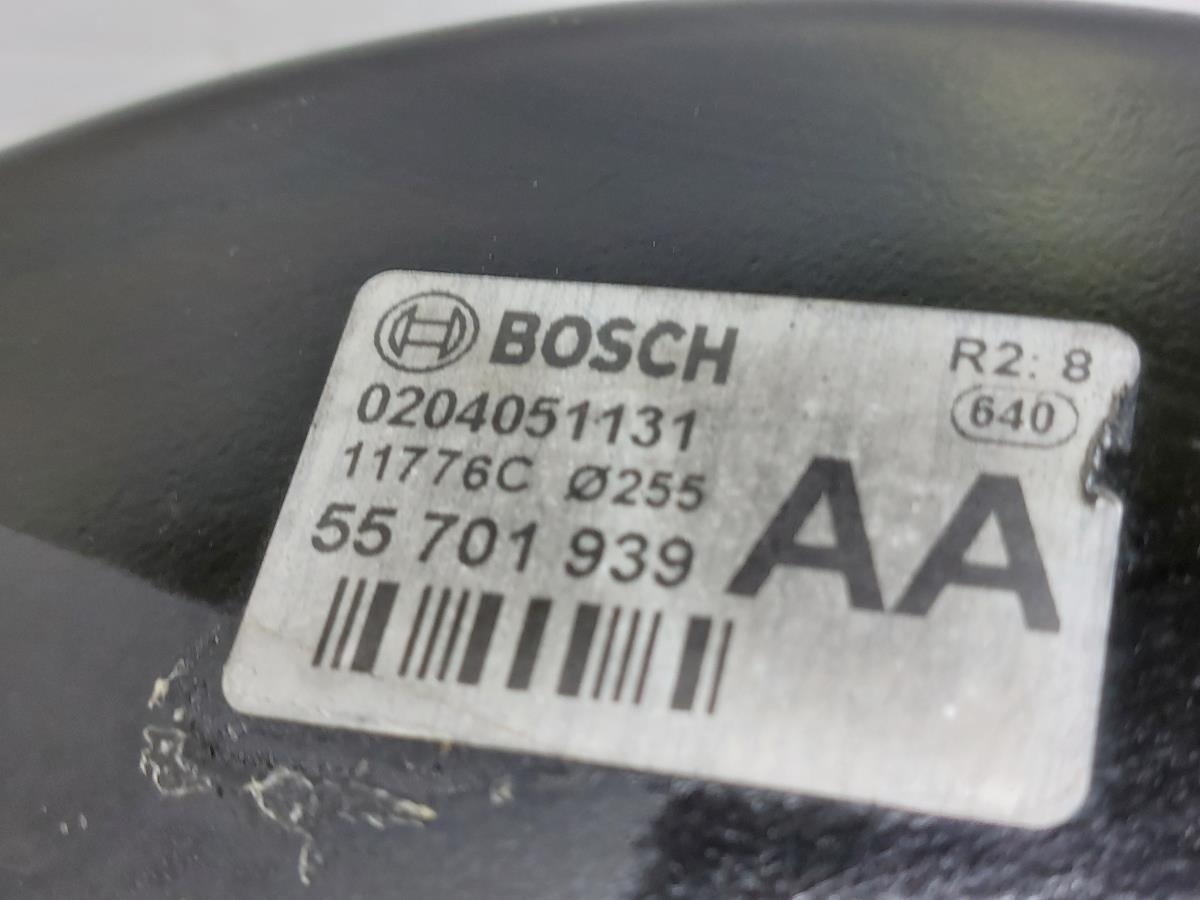 BOSCH
R2: 8
0204051131
640
11776C Ø255
55 701 939
AA